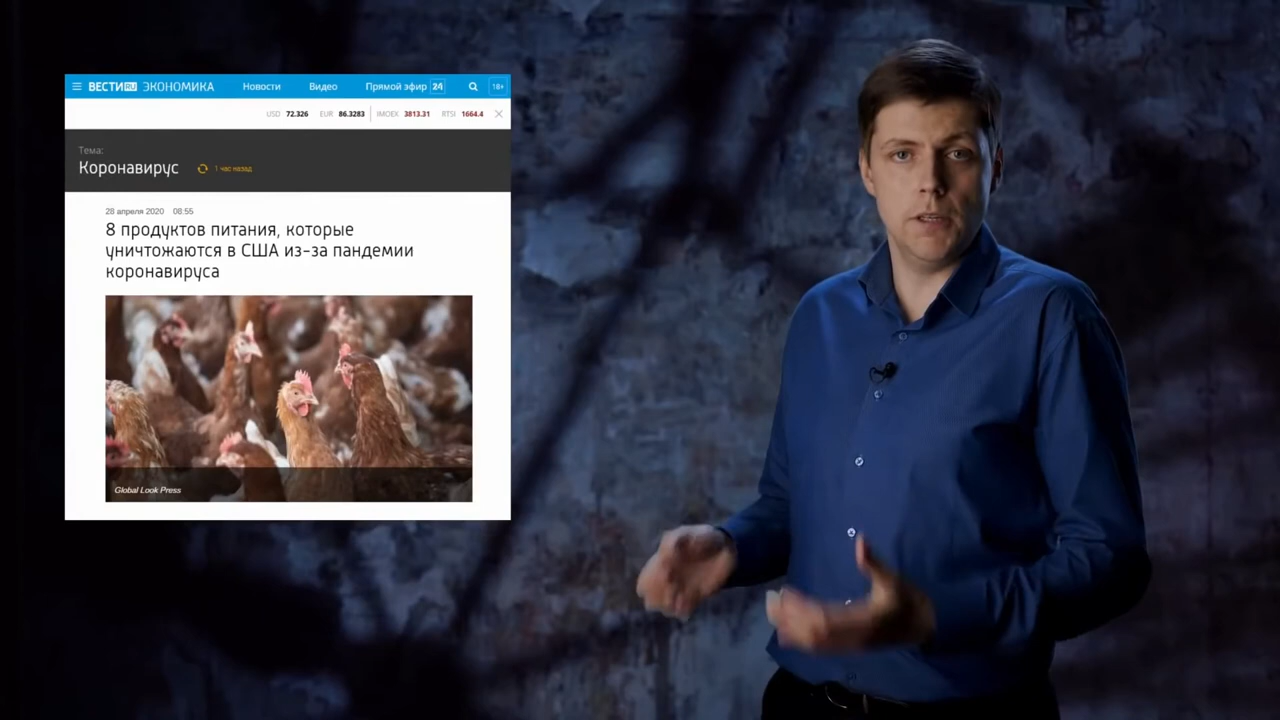 ВЕСТИ RU ЭКОНОМИКА Новости Видео Прямой эфир 24 18+
USD 72.326 EUR 86.3283 IMOEX 3813.31 RTSI 1664.4
Тема:
Коронавирус 1 час назад
28 апреля 2020 08:55
8 продуктов питания, которые
уничтожаются в США из-за пандемии
коронавируса
Global Look Press